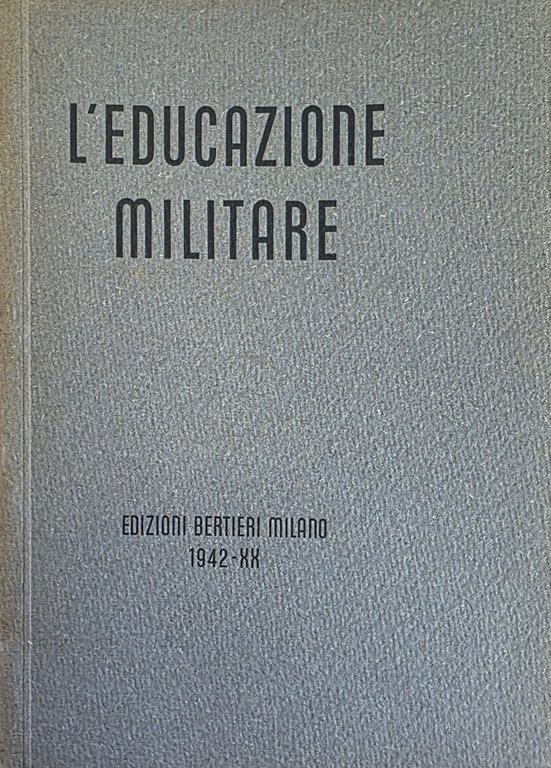 L'EDUCAZIONE
MILITARE
EDIZIONI BERTIERI MILANO
1942-XX